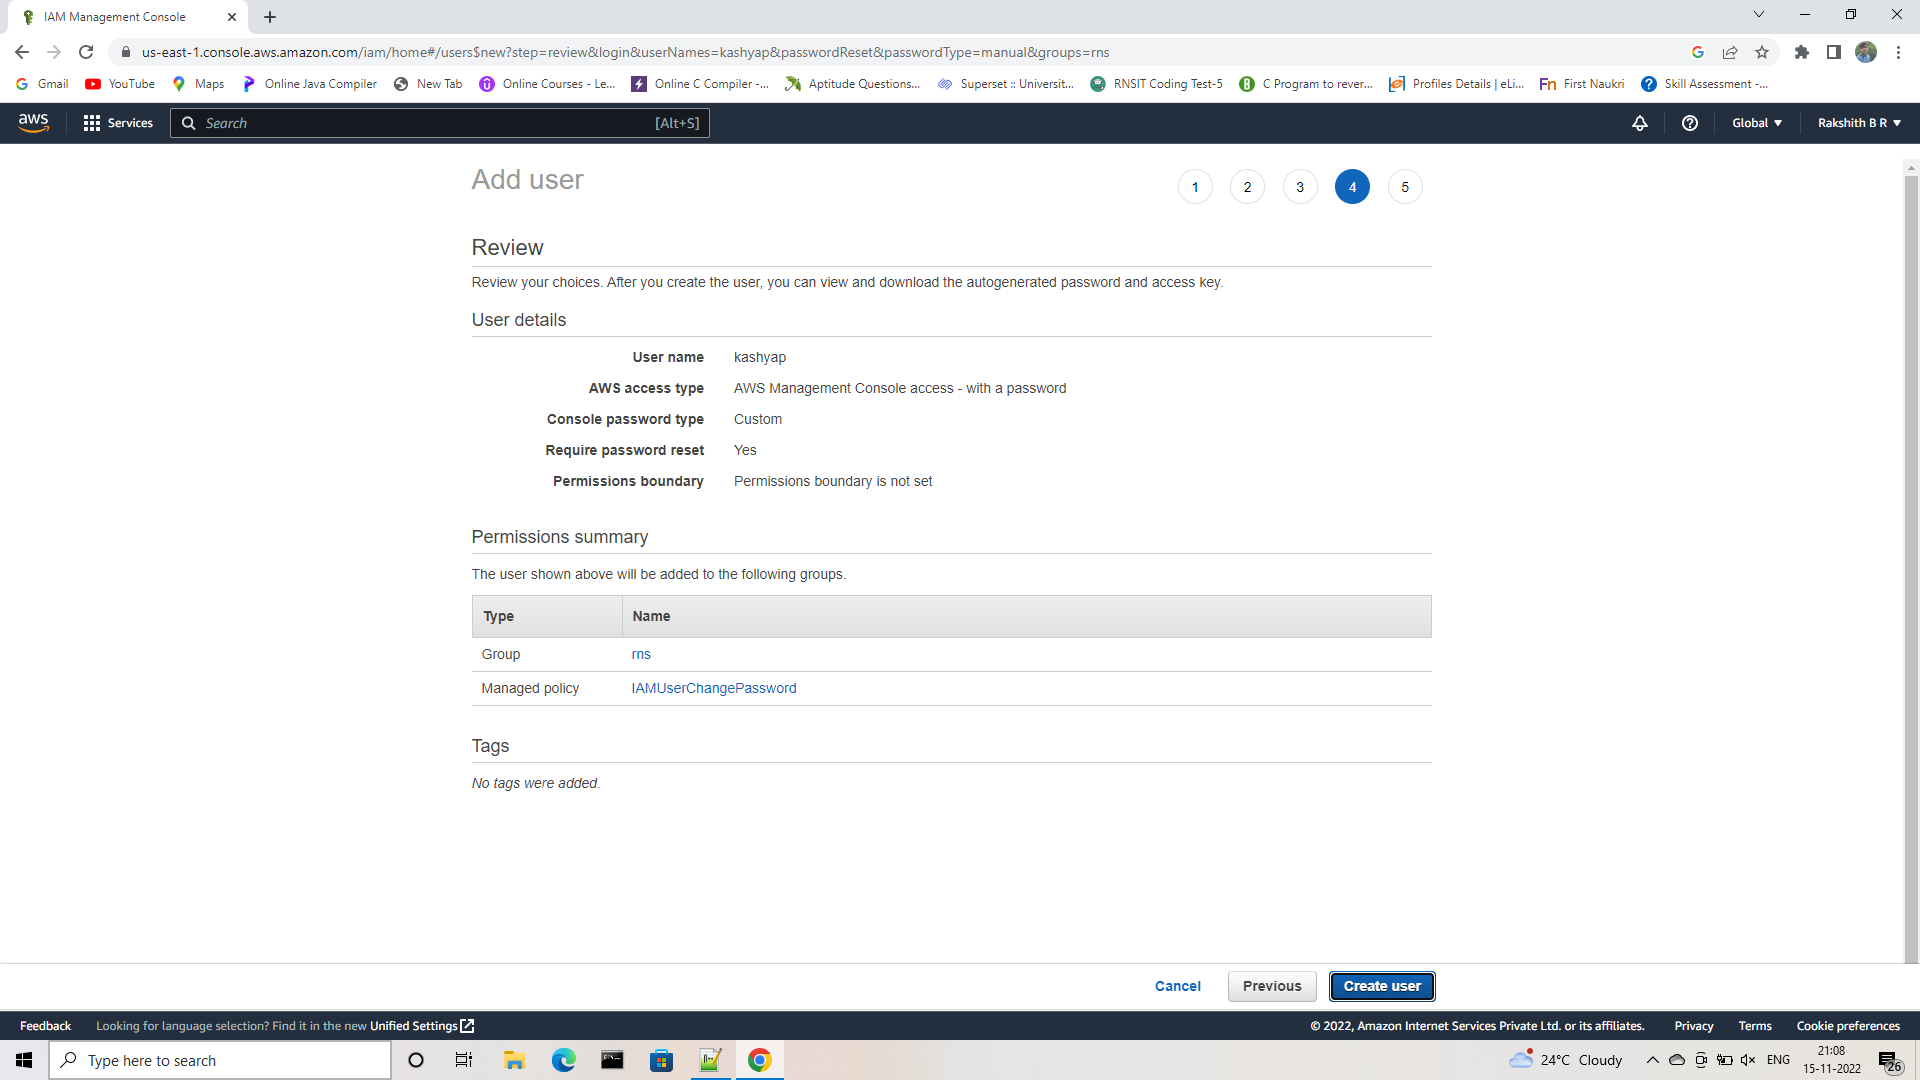 IAM Management Console
us-east-1.console.aws.amazon.com/iam/home#/users$new?step=review&login&userNames=kashyap&passwordReset&passwordType=manual&groups=rns
Gmail YouTube Maps Online Java Compiler New Tab Online Courses - Le... Online C Compiler -... Aptitude Questions... Superset :: Universit... RNSIT Coding Test-5 C Program to rever... Profiles Details | eLi... First Naukri Skill Assessment -...
aws Services Search [Alt+S] Global Rakshith B R
Add user 1 2 3 4 5
Review
Review your choices. After you create the user, you can view and download the autogenerated password and access key.
User details
User name kashyap
AWS access type AWS Management Console access - with a password
Console password type Custom
Require password reset Yes
Permissions boundary Permissions boundary is not set
Permissions summary
The user shown above will be added to the following groups.
Type Name
Group rns
Managed policy IAMUserChangePassword
Tags
No tags were added.
Cancel Previous Create user
Feedback Looking for language selection? Find it in the new Unified Settings © 2022, Amazon Internet Services Private Ltd. or its affiliates. Privacy Terms Cookie preferences
Type here to search 24°C Cloudy ENG 21:08
15-11-2022 26